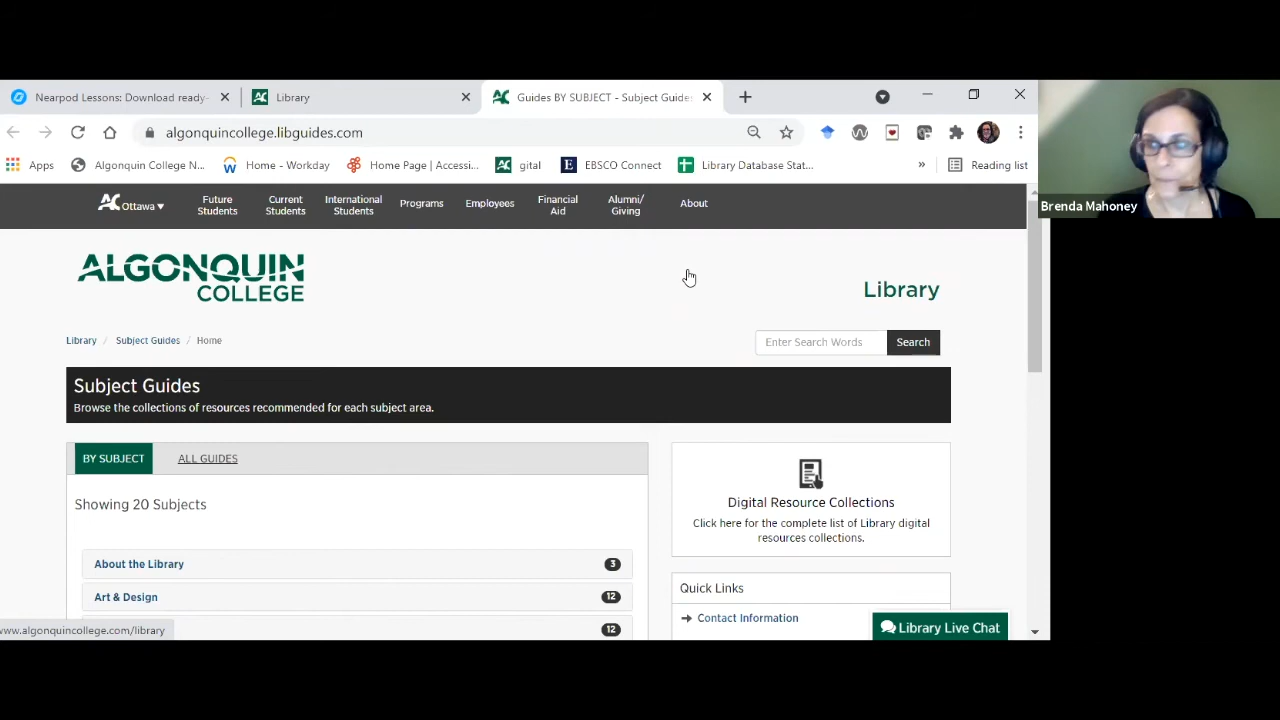 Nearpod Lessons: Download ready-
Library
Guides BY SUBJECT - Subject Guides
algonquincollege.libguides.com
Apps
Algonquin College N...
Home - Workday
Home Page | Accessi...
AC gital
E EBSCO Connect
Library Database Stat...
»
Reading list
AC Ottawa
Future Students
Current Students
International Students
Programs
Employees
Financial Aid
Alumni/ Giving
About
Brenda Mahoney
ALGONQUIN
COLLEGE
Library
Library / Subject Guides / Home
Enter Search Words
Search
Subject Guides
Browse the collections of resources recommended for each subject area.
BY SUBJECT
ALL GUIDES
Showing 20 Subjects
About the Library 3
Art & Design 12
12
Digital Resource Collections
Click here for the complete list of Library digital
resources collections.
Quick Links
Contact Information
Library Live Chat
www.algonquincollege.com/library